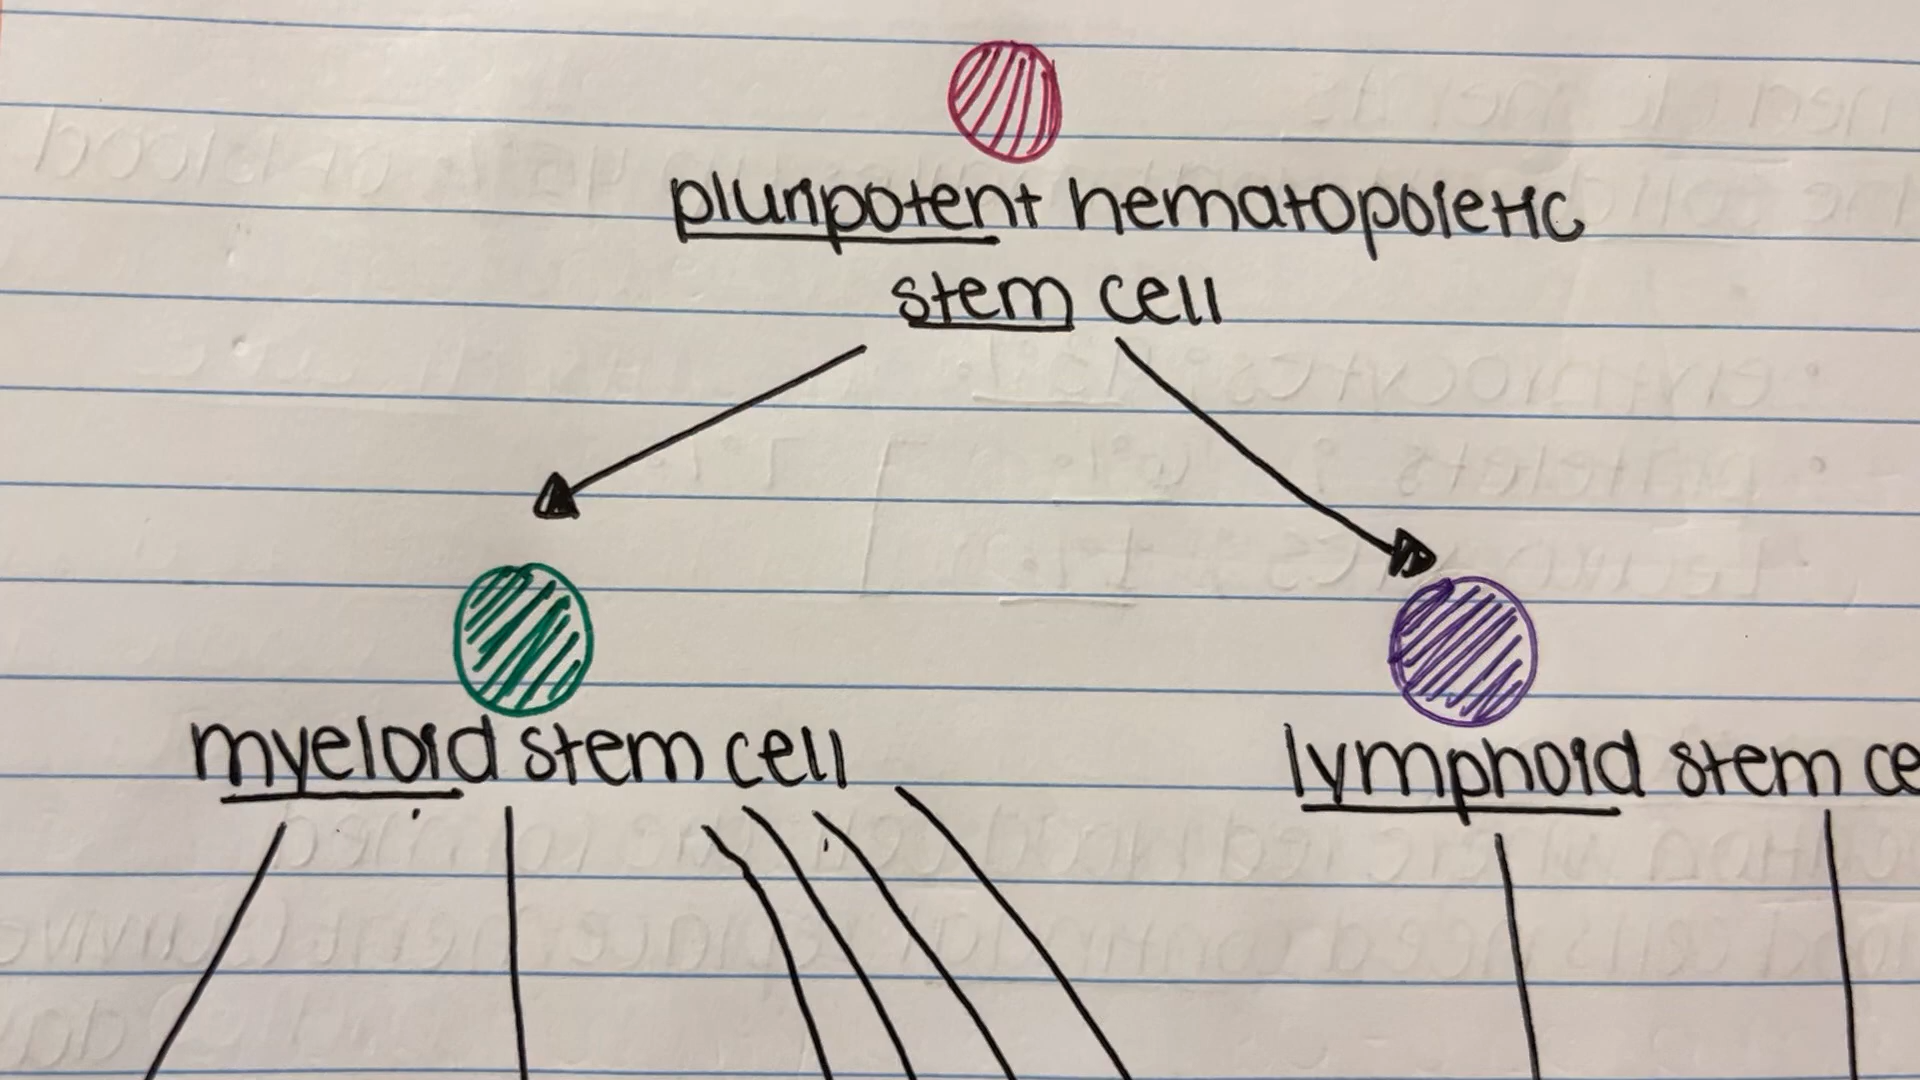 pluripotent hematopoietic
stem cell
myeloid stem cell
lymphoid stem ce